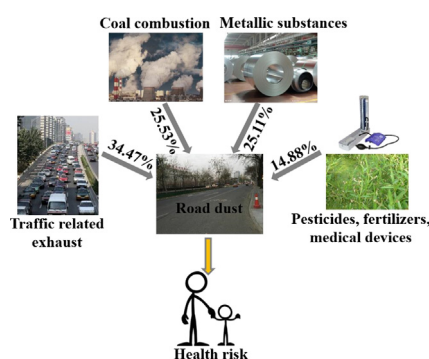 Coal combustion
Metallic substances
25.53%
25.11%
34.47%
14.88%
Traffic related
exhaust
Road dust
Pesticides, fertilizers,
medical devices
Health risk